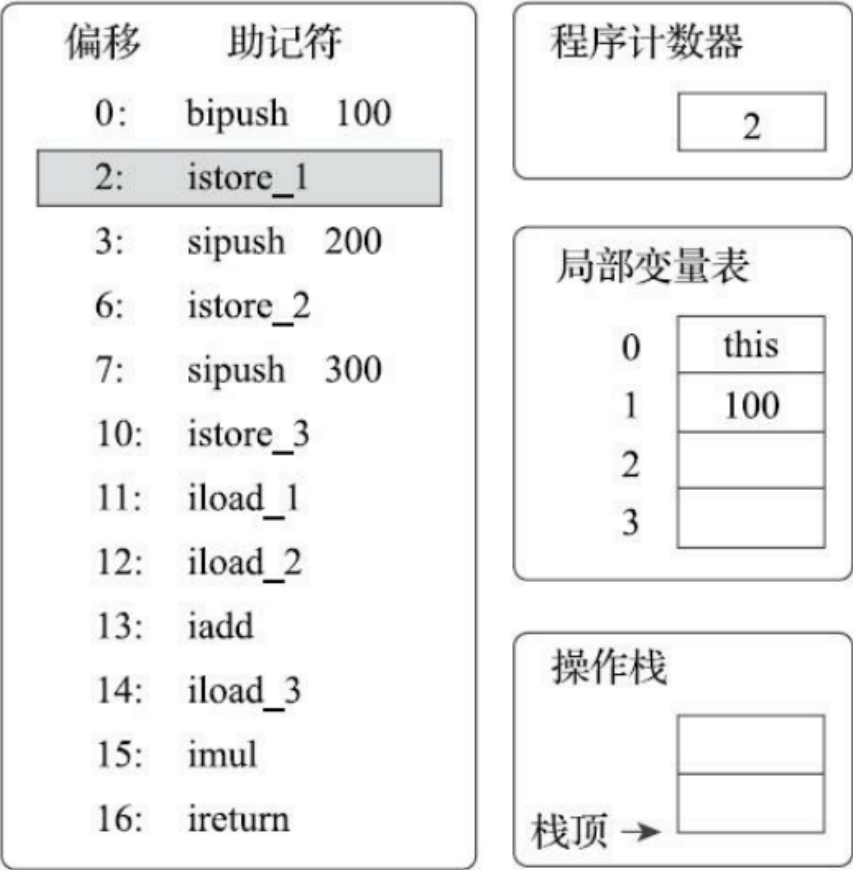 偏移 助记符
0: bipush 100
2: istore_1
3: sipush 200
6: istore_2
7: sipush 300
10: istore_3
11: iload_1
12: iload_2
13: iadd
14: iload_3
15: imul
16: ireturn
程序计数器
2
局部变量表
0 this
1 100
2
3
操作栈
栈顶